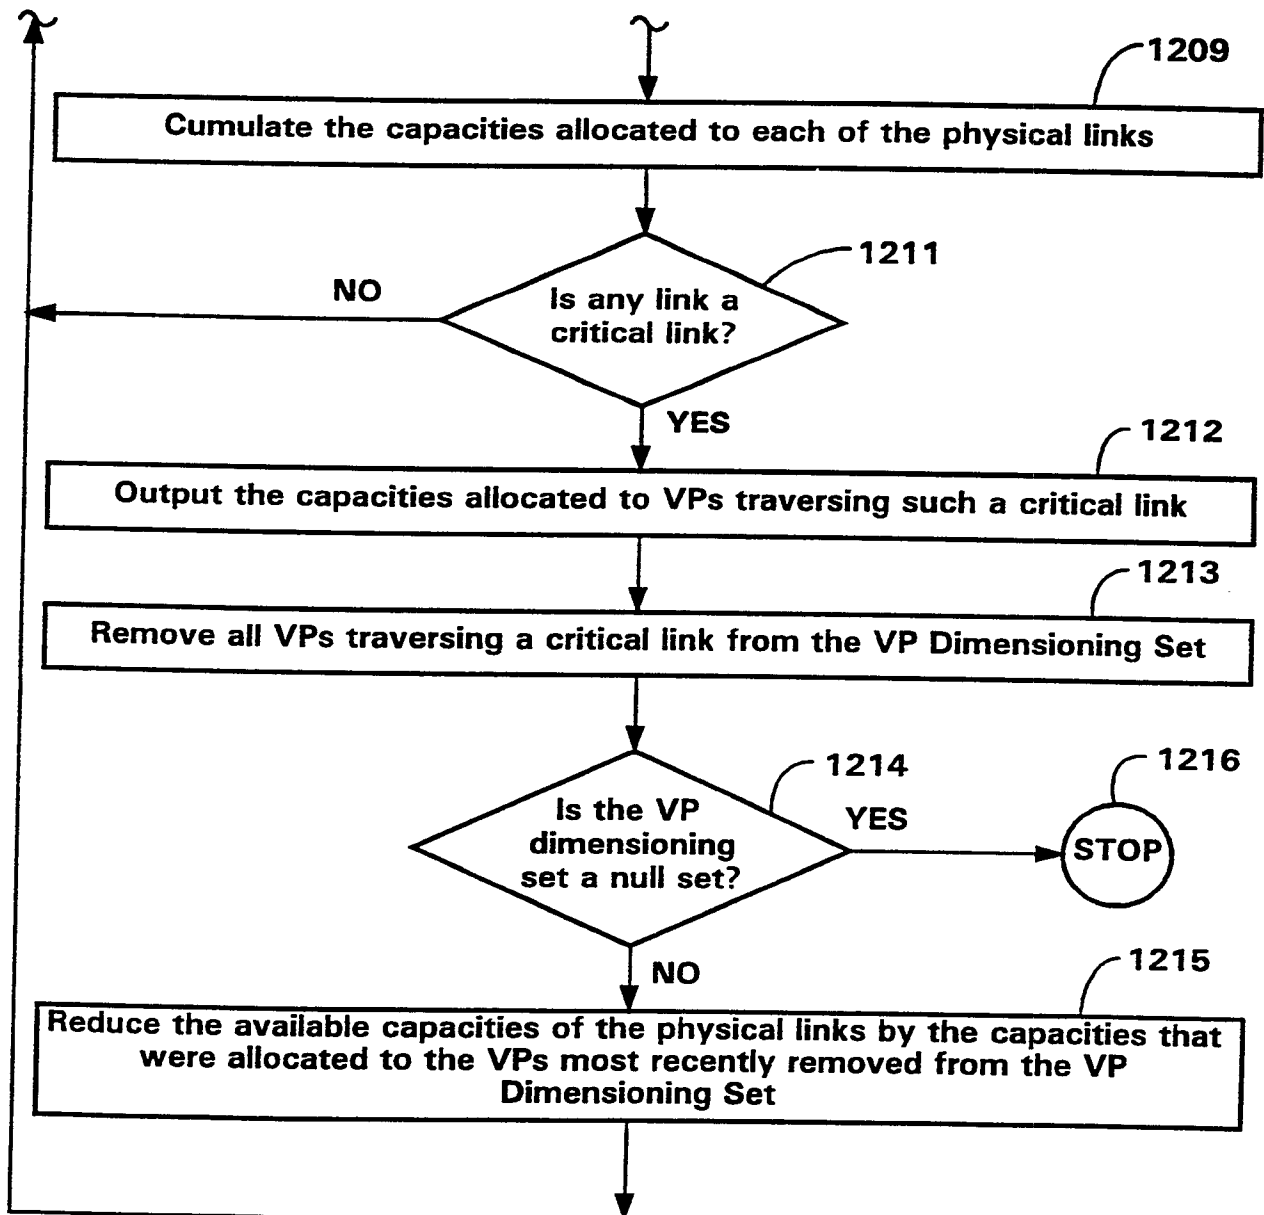 1209
Cumulate the capacities allocated to each of the physical links
1211
NO
Is any link a
critical link?
YES
1212
Output the capacities allocated to VPs traversing such a critical link
1213
Remove all VPs traversing a critical link from the VP Dimensioning Set
1214
1216
Is the VP
dimensioning
set a null set?
YES
STOP
NO
1215
Reduce the available capacities of the physical links by the capacities that
were allocated to the VPs most recently removed from the VP
Dimensioning Set